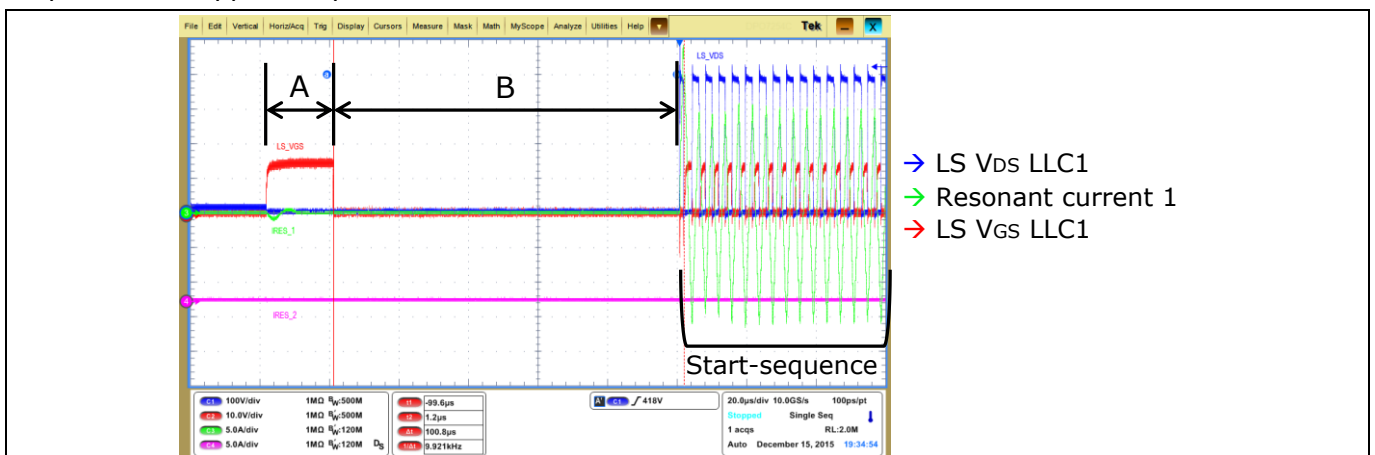 File Edit Vertical Horiz/Acq Trig Display Cursors Measure Mask Math MyScope Analyze Utilities Help Tek X
LS_VDS
A B
LS_VGS
IRES_1
IRES_2
→ LS VDS LLC1
→ Resonant current 1
→ LS VGS LLC1
Start-sequence
C1 100V/div 1MΩ BW:500M
C2 10.0V/div 1MΩ BW:500M
C3 5.0A/div 1MΩ BW:120M
C4 5.0A/div 1MΩ BW:120M Ds
t1 -99.6µs
t2 1.2µs
Δt 100.8µs
1/Δt 9.921kHz
A' C1 ∫ 418V
20.0µs/div 10.0GS/s 100ps/pt
Stopped Single Seq
1 acqs RL:2.0M
Auto December 15, 2015 19:34:54